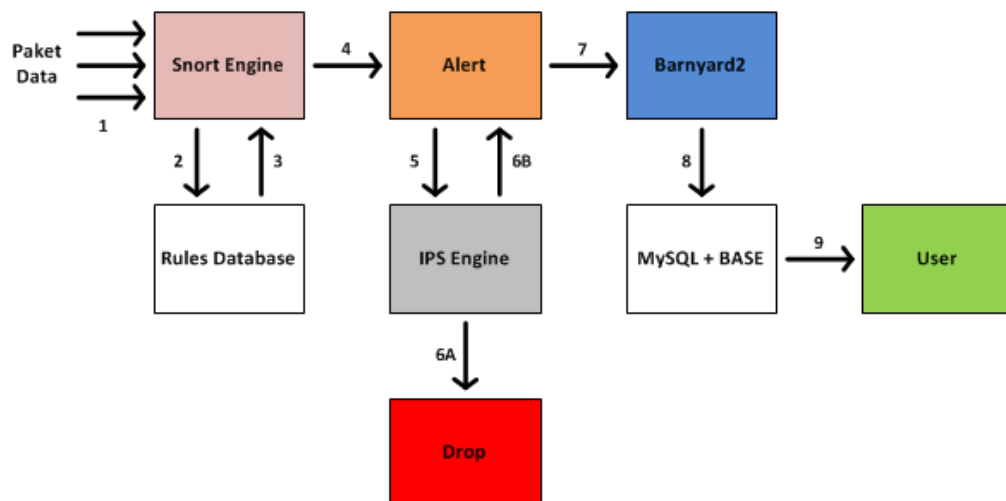 Paket
Data
1
Snort Engine
4
Alert
7
Barnyard2
2
3
5
6B
8
Rules Database
IPS Engine
MySQL + BASE
9
User
6A
Drop